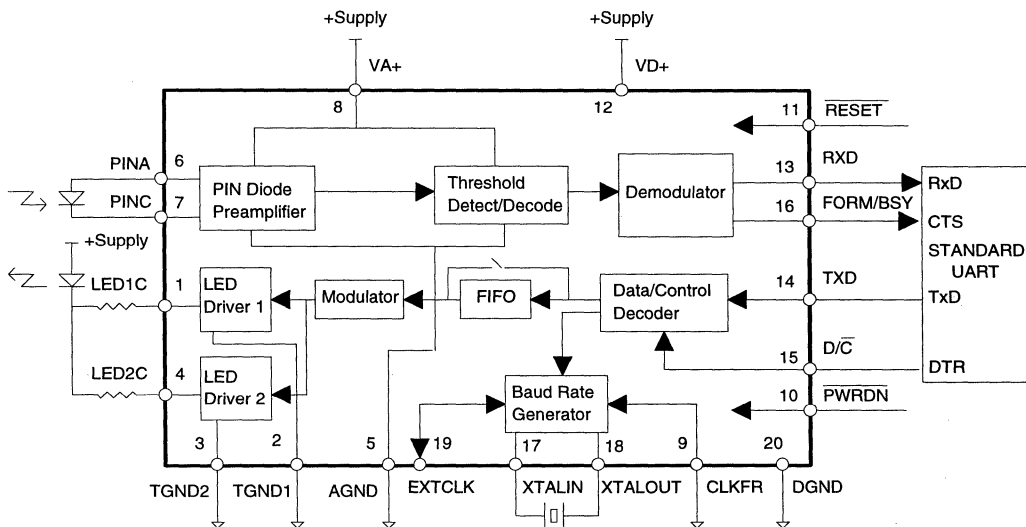 +Supply
+Supply
VA+
VD+
8
12
11
RESET
PINA
6
13
RXD
PIN Diode
Preamplifier
Threshold
Detect/Decode
Demodulator
RxD
PINC
7
16
FORM/BSY
CTS
+Supply
STANDARD
UART
LED1C
1
LED
Driver 1
Modulator
FIFO
Data/Control
Decoder
14
TXD
TxD
D/C
15
DTR
LED2C
4
LED
Driver 2
Baud Rate
Generator
10
PWRDN
3
2
5
19
17
18
9
20
TGND2
TGND1
AGND
EXTCLK
XTALIN
XTALOUT
CLKFR
DGND